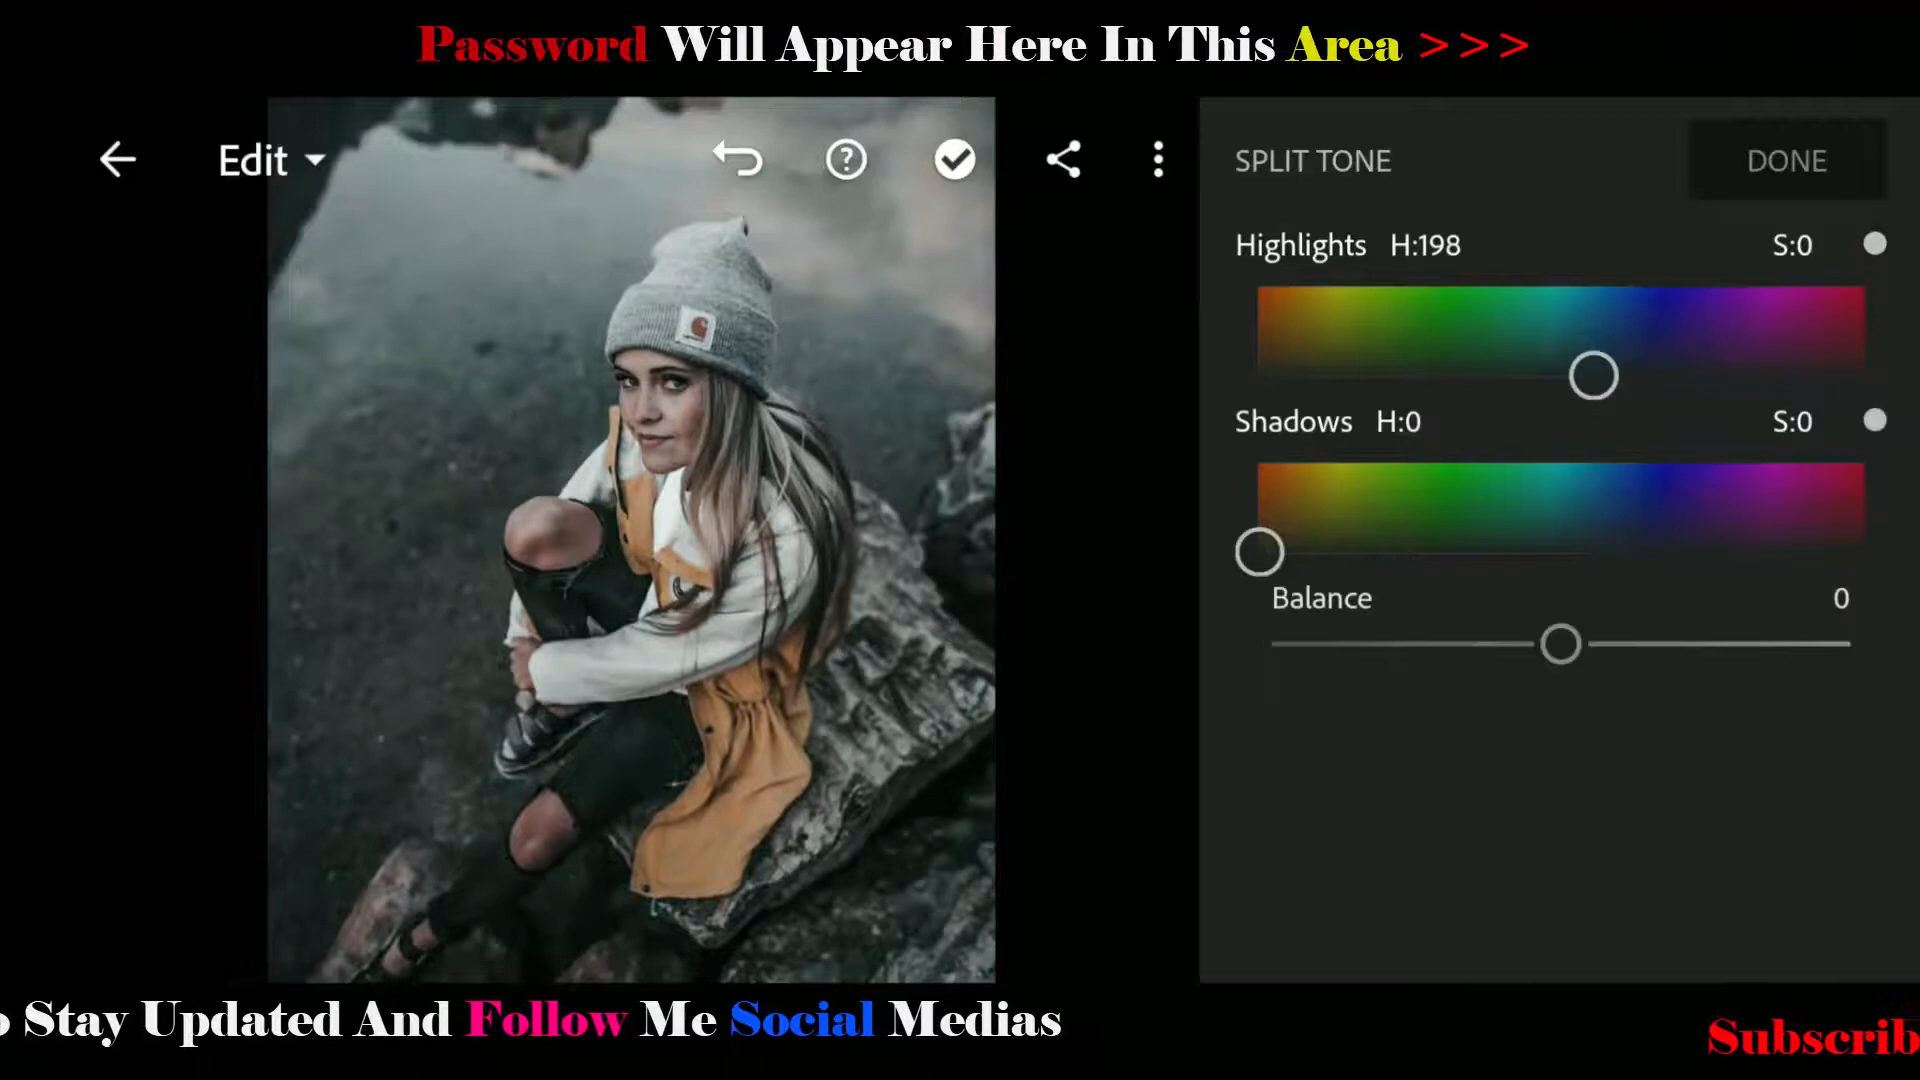 Password Will Appear Here In This Area >>>
Edit
SPLIT TONE
DONE
Highlights H:198 S:0
Shadows H:0 S:0
Balance 0
o Stay Updated And Follow Me Social Medias
Subscrib